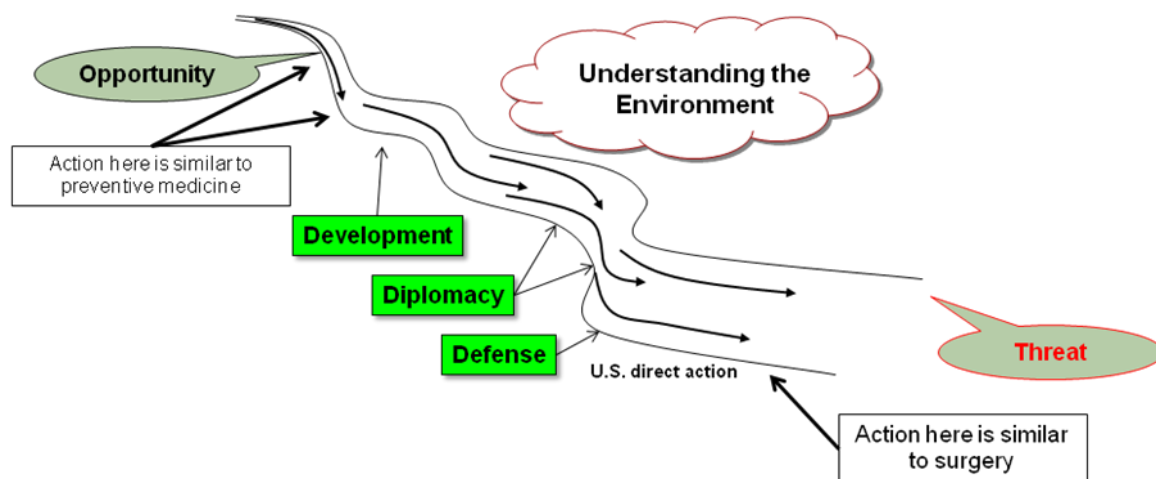 Understanding the
Environment
Opportunity
Action here is similar to
preventive medicine
Development
Diplomacy
Defense
U.S. direct action
Threat
Action here is similar
to surgery